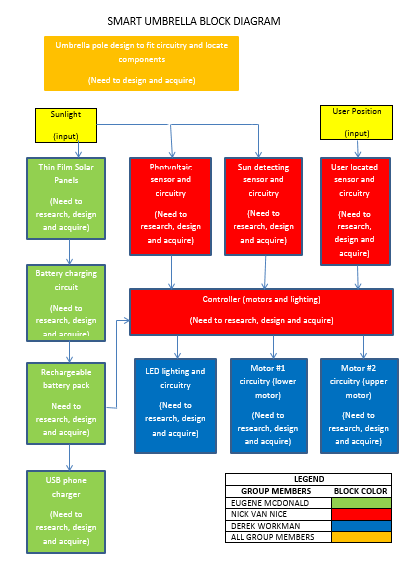 SMART UMBRELLA BLOCK DIAGRAM
Umbrella pole design to fit circuitry and locate
components
(Need to design and acquire)
Sunlight
(input)
User Position
(input)
Thin Film Solar
Panels
(Need to
research, design
and acquire)
Photovoltaic
sensor and
circuitry
(Need to
research, design
and acquire)
Sun detecting
sensor and
circuitry
(Need to
research, design
and acquire)
User located
sensor and
circuitry
(Need to
research,
design and
acquire)
Battery charging
circuit
(Need to
research, design
and acquire)
Controller (motors and lighting)
(Need to research, design and acquire)
Rechargeable
battery pack
Need to
research, design
and acquire)
LED lighting and
circuitry
(Need to
research, design
and acquire)
Motor #1
circuitry (lower
motor)
(Need to
research, design
and acquire)
Motor #2
circuitry (upper
motor)
(Need to
research, design
and acquire)
USB phone
charger
(Need to
research, design
and acquire)
LEGEND
GROUP MEMBERS BLOCK COLOR
EUGENE MCDONALD
NICK VAN NICE
DEREK WORKMAN
ALL GROUP MEMBERS